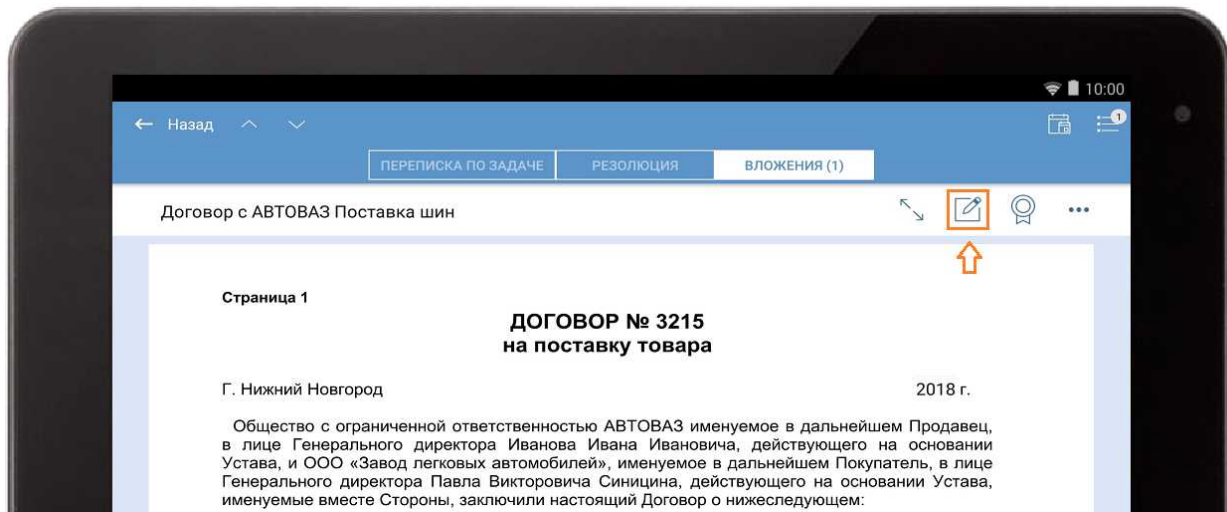 10:00
Назад
1
ПЕРЕПИСКА ПО ЗАДАЧЕ РЕЗОЛЮЦИЯ ВЛОЖЕНИЯ (1)
Договор с АВТОВАЗ Поставка шин
Страница 1
ДОГОВОР № 3215
на поставку товара
Г. Нижний Новгород 2018 г.
Общество с ограниченной ответственностью АВТОВАЗ именуемое в дальнейшем Продавец,
в лице Генерального директора Иванова Ивана Ивановича, действующего на основании
Устава, и ООО «Завод легковых автомобилей», именуемое в дальнейшем Покупатель, в лице
Генерального директора Павла Викторовича Синицина, действующего на основании Устава,
именуемые вместе Стороны, заключили настоящий Договор о нижеследующем: